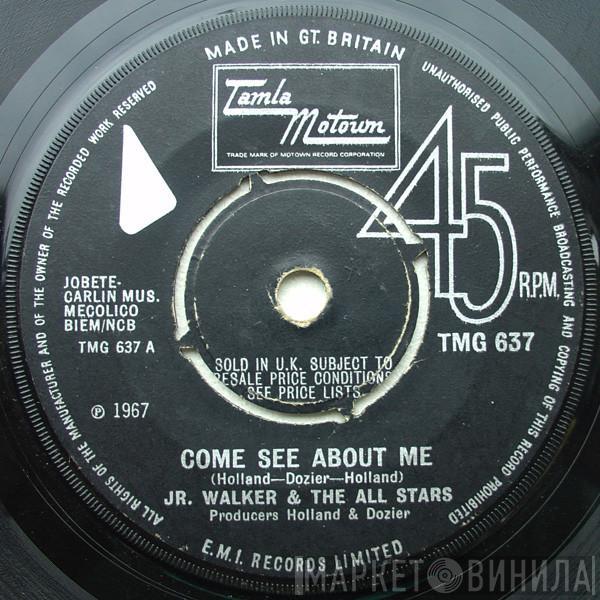 MADE IN GT. BRITAIN
UNAUTHORISED PUBLIC PERFORMANCE BROADCASTING AND COPYING OF THIS RECORD PROHIBITED
ALL RIGHTS OF THE MANUFACTURER AND OF THE OWNER OF THE RECORDED WORK RESERVED
Tamla
Motown
TRADE MARK OF MOTOWN RECORD CORPORATION
45
R.P.M.
JOBETE-
CARLIN MUS.
MECOLICO
BIEM/NCB
TMG 637 A
TMG 637
SOLD IN U.K. SUBJECT TO
RESALE PRICE CONDITIONS
SEE PRICE LISTS
℗ 1967
COME SEE ABOUT ME
(Holland—Dozier—Holland)
JR. WALKER & THE ALL STARS
Producers Holland & Dozier
E.M.I. RECORDS LIMITED
МАРКЕТ ВИНИЛА